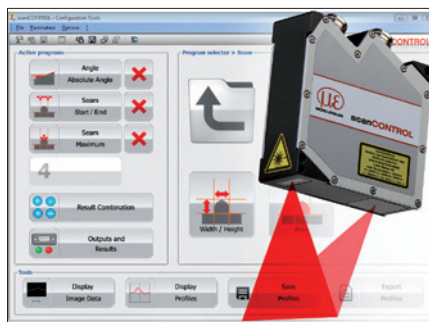 scanCONTROL - Configuration Tools
File Parameters Options ?
CONTROL
Active programs
Program selector > Seam
Angle
Absolute Angle
Seam
Start / End
Seam
Maximum
4
Result Combination
Outputs and
Results
Width / Height
Tools
Display
Image Data
Display
Profiles
Save
Profiles
Export
Profiles
με
scanCONTROL